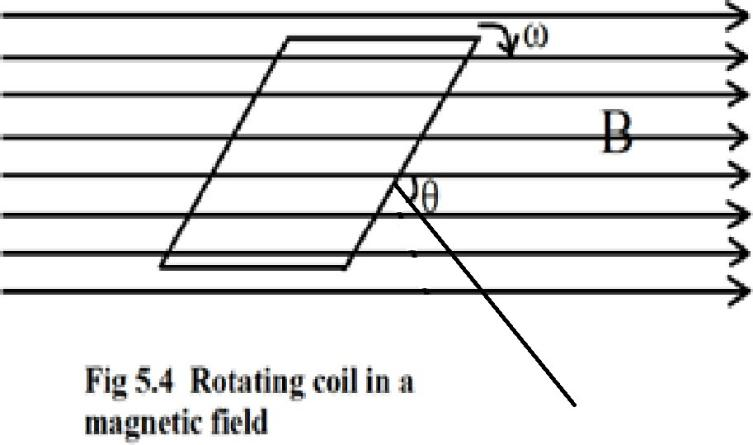 ω
B
θ
Fig 5.4 Rotating coil in a
magnetic field